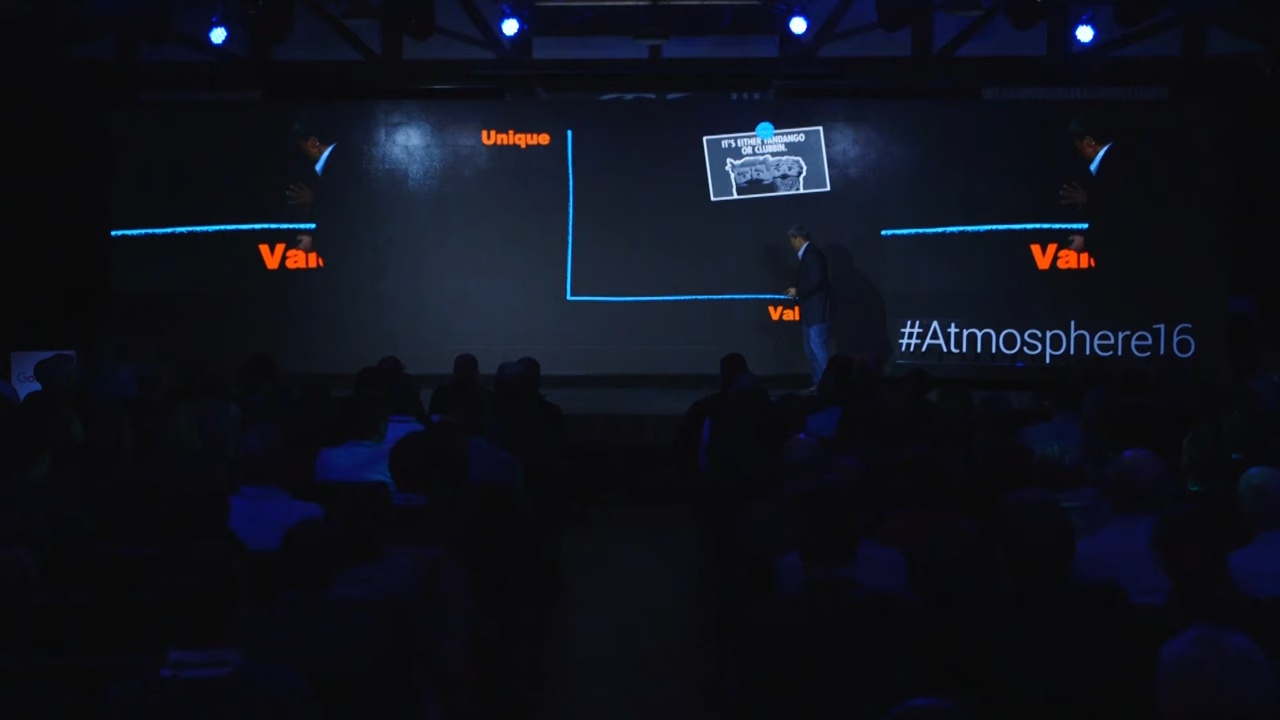 Unique
IT'S EITHER FANDANGO
OR CLUBBIN.
Val
Val
Val
#Atmosphere16